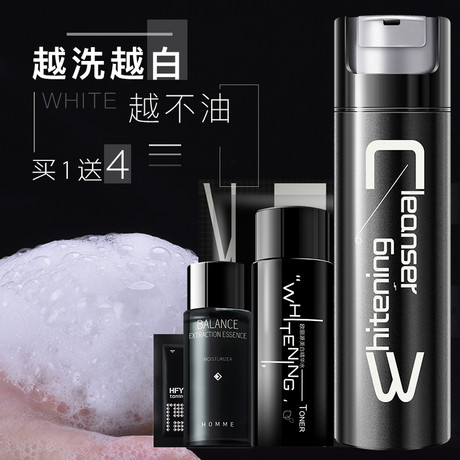 越洗越白
WHITE
越不油
买1送4
Cleanser
Whitening
BALANCE
EXTRACTION ESSENCE
MOISTURIZER
HOMME
"WHITENING,
TONER
HFY